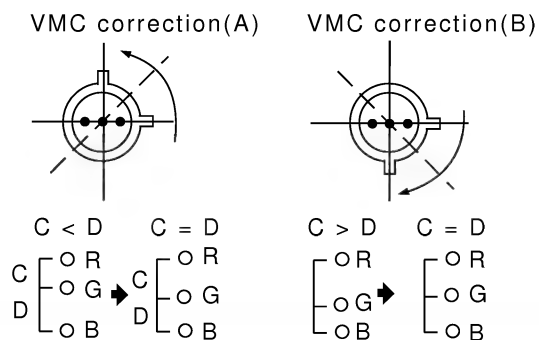 VMC correction(A)
VMC correction(B)
C < D
C = D
C > D
C = D
R
G
B
C
D
R
G
B
C
D
R
G
B
R
G
B